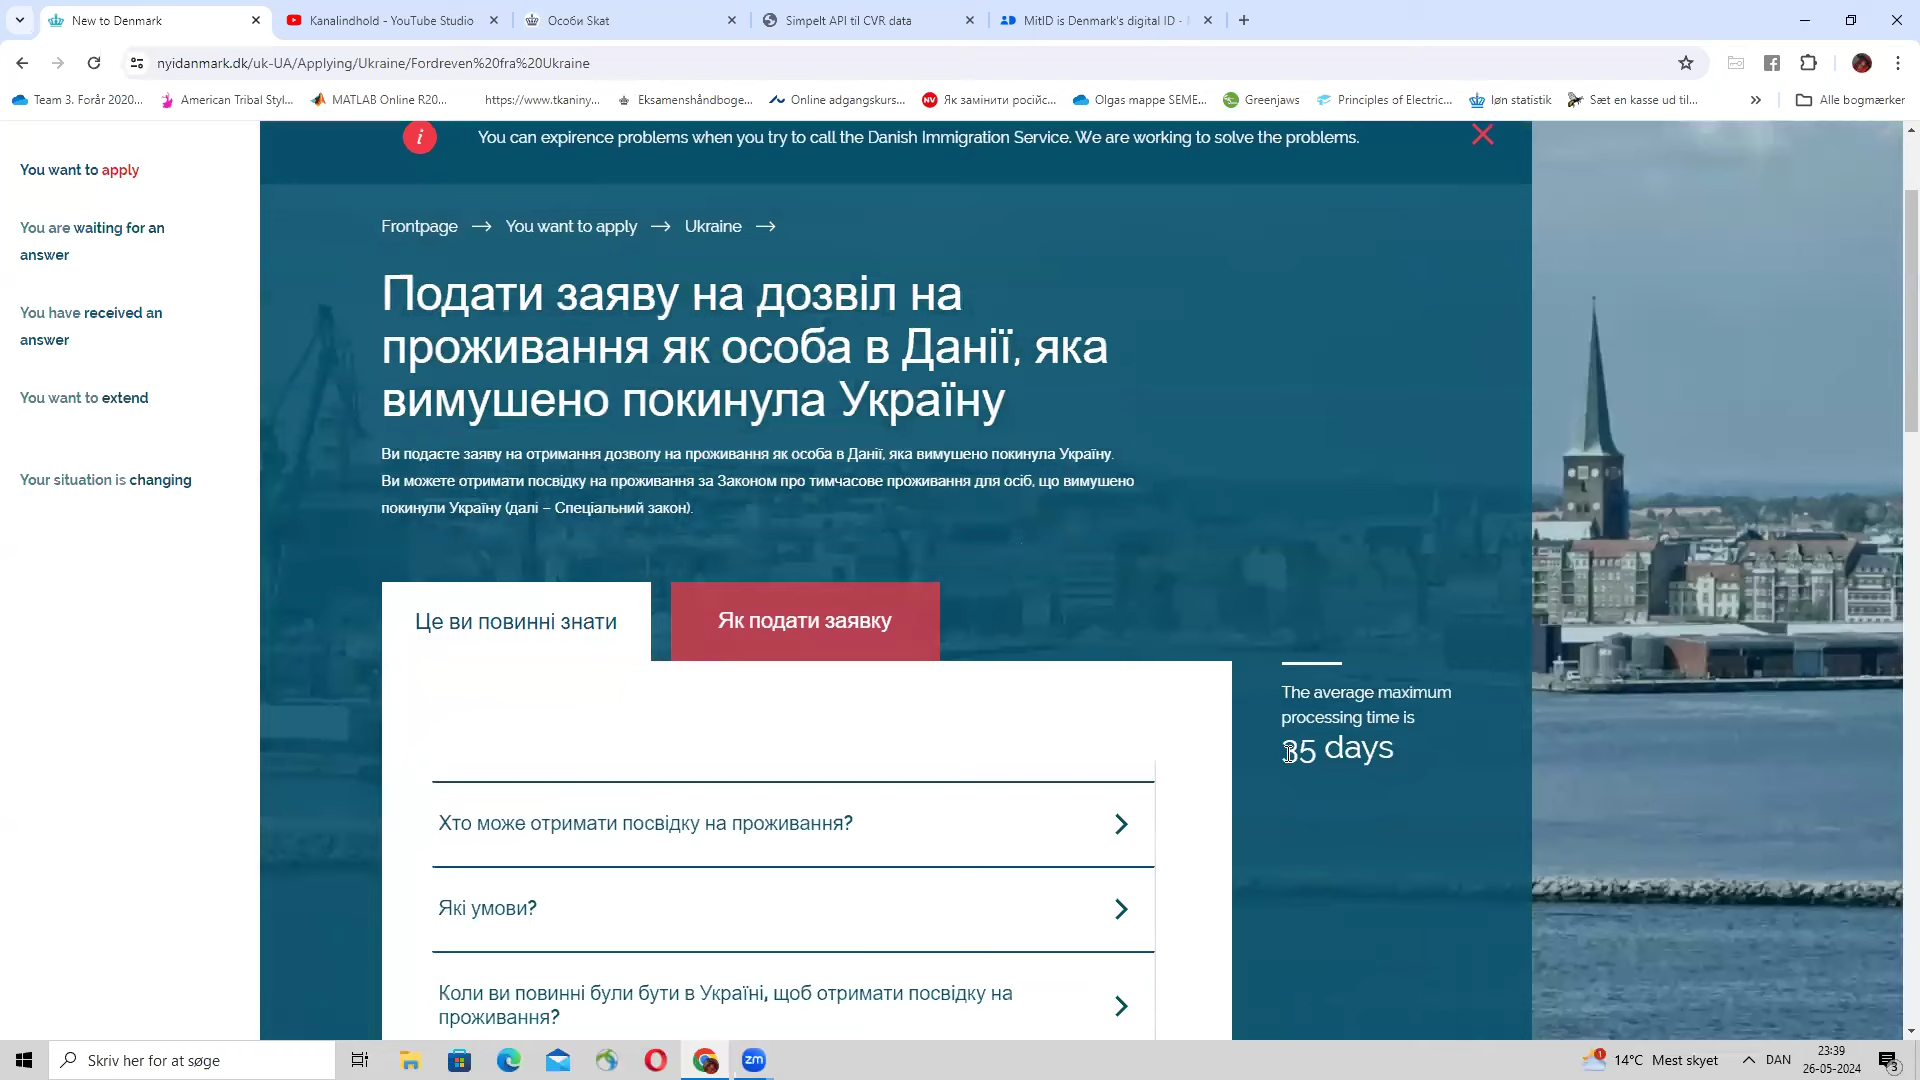 New to Denmark
Kanalindhold - YouTube Studio
Особи Skat
Simpelt API til CVR data
MitID is Denmark's digital ID -
nyidanmark.dk/uk-UA/Applying/Ukraine/Fordreven%20fra%20Ukraine
Team 3. Forår 2020...
American Tribal Styl...
MATLAB Online R20...
https://www.tkaniny...
Eksamenshåndboge...
Online adgangskurs...
Як замінити російс...
Olgas mappe SEME...
Greenjaws
Principles of Electric...
løn statistik
Sæt en kasse ud til...
Alle bogmærker
You can expirence problems when you try to call the Danish Immigration Service. We are working to solve the problems.
You want to apply
You are waiting for an
answer
You have received an
answer
You want to extend
Your situation is changing
Frontpage → You want to apply → Ukraine →
Подати заяву на дозвіл на
проживання як особа в Данії, яка
вимушено покинула Україну
Ви подаєте заяву на отримання дозволу на проживання як особа в Данії, яка вимушено покинула Україну.
Ви можете отримати посвідку на проживання за Законом про тимчасове проживання для осіб, що вимушено
покинули Україну (далі – Спеціальний закон).
Це ви повинні знати
Як подати заявку
The average maximum
processing time is
35 days
Хто може отримати посвідку на проживання?
Які умови?
Коли ви повинні були бути в Україні, щоб отримати посвідку на
проживання?
Skriv her for at søge
zm
1
14°C Mest skyet
DAN
23:39
26-05-2024
3